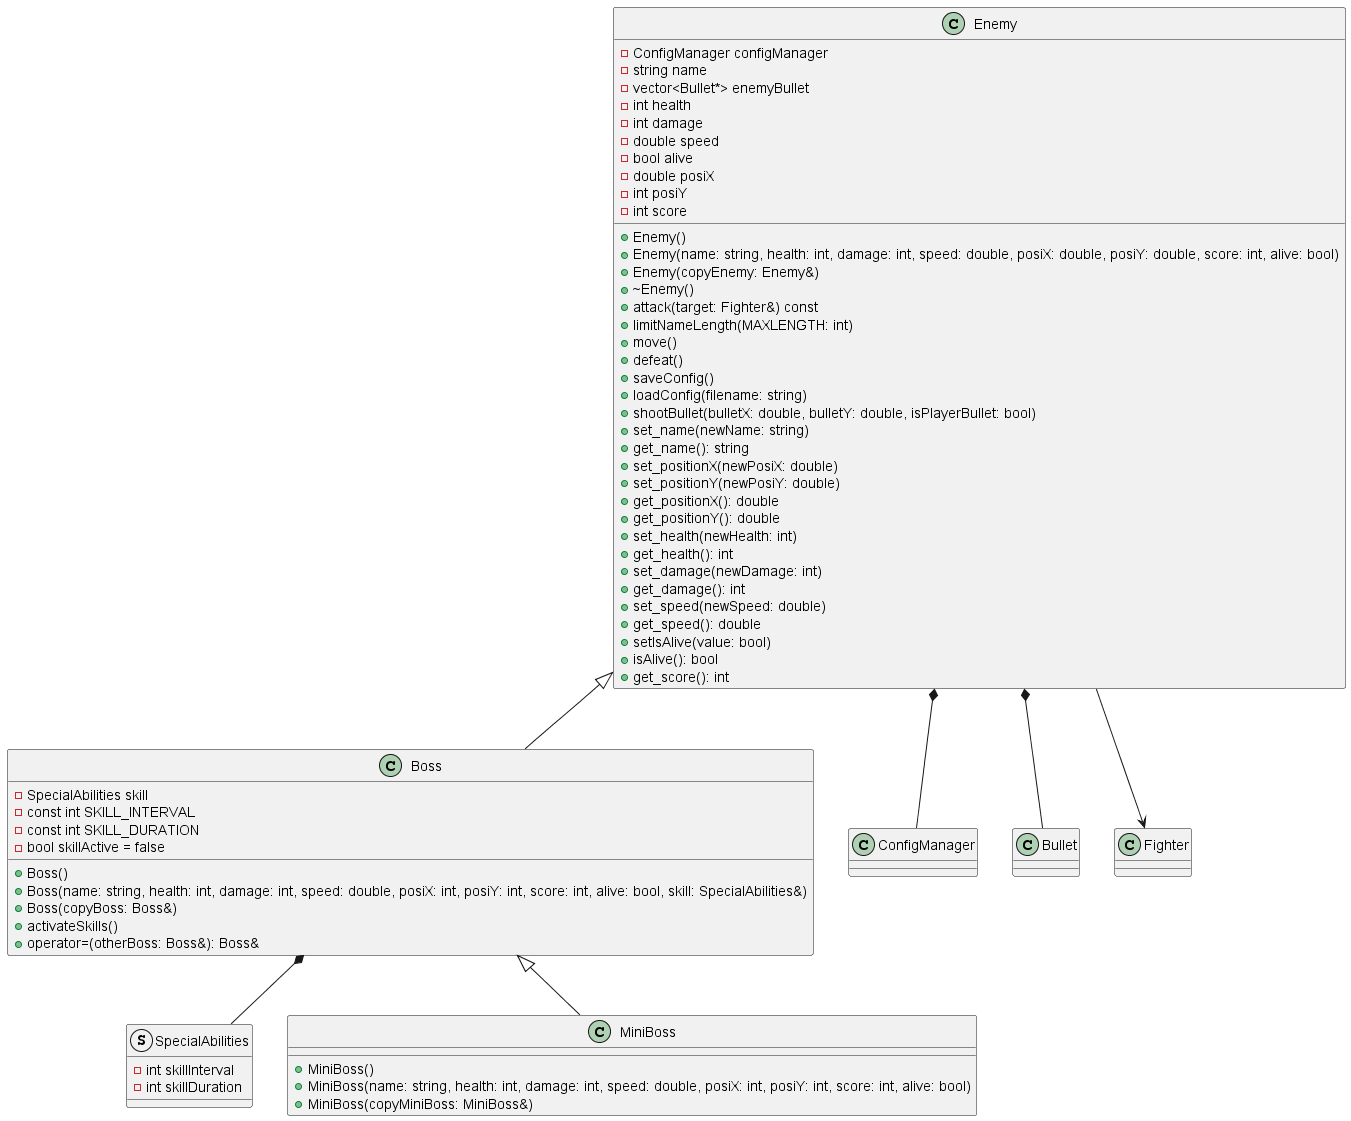 C Enemy
ConfigManager configManager
string name
vector<Bullet*> enemyBullet
int health
int damage
double speed
bool alive
double posiX
int posiY
int score
Enemy()
Enemy(name: string, health: int, damage: int, speed: double, posiX: double, posiY: double, score: int, alive: bool)
Enemy(copyEnemy: Enemy&)
~Enemy()
attack(target: Fighter&) const
limitNameLength(MAXLENGTH: int)
move()
defeat()
saveConfig()
loadConfig(filename: string)
shootBullet(bulletX: double, bulletY: double, isPlayerBullet: bool)
set_name(newName: string)
get_name(): string
set_positionX(newPosiX: double)
set_positionY(newPosiY: double)
get_positionX(): double
get_positionY(): double
set_health(newHealth: int)
get_health(): int
set_damage(newDamage: int)
get_damage(): int
set_speed(newSpeed: double)
get_speed(): double
setIsAlive(value: bool)
isAlive(): bool
get_score(): int
C Boss
SpecialAbilities skill
const int SKILL_INTERVAL
const int SKILL_DURATION
bool skillActive = false
Boss()
Boss(name: string, health: int, damage: int, speed: double, posiX: int, posiY: int, score: int, alive: bool, skill: SpecialAbilities&)
Boss(copyBoss: Boss&)
activateSkills()
operator=(otherBoss: Boss&): Boss&
C ConfigManager
C Bullet
C Fighter
S SpecialAbilities
int skillInterval
int skillDuration
C MiniBoss
MiniBoss()
MiniBoss(name: string, health: int, damage: int, speed: double, posiX: int, posiY: int, score: int, alive: bool)
MiniBoss(copyMiniBoss: MiniBoss&)